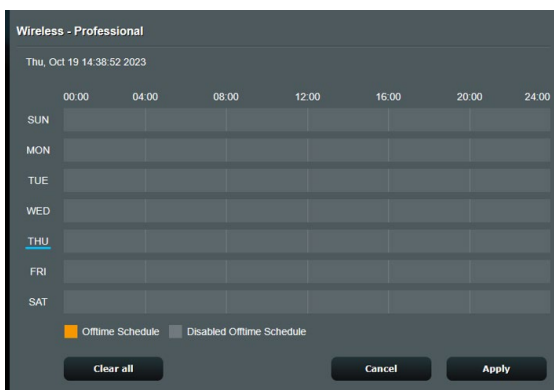 Wireless - Professional
Thu, Oct 19 14:38:52 2023
00:00 04:00 08:00 12:00 16:00 20:00 24:00
SUN
MON
TUE
WED
THU
FRI
SAT
Offtime Schedule Disabled Offtime Schedule
Clear all Cancel Apply